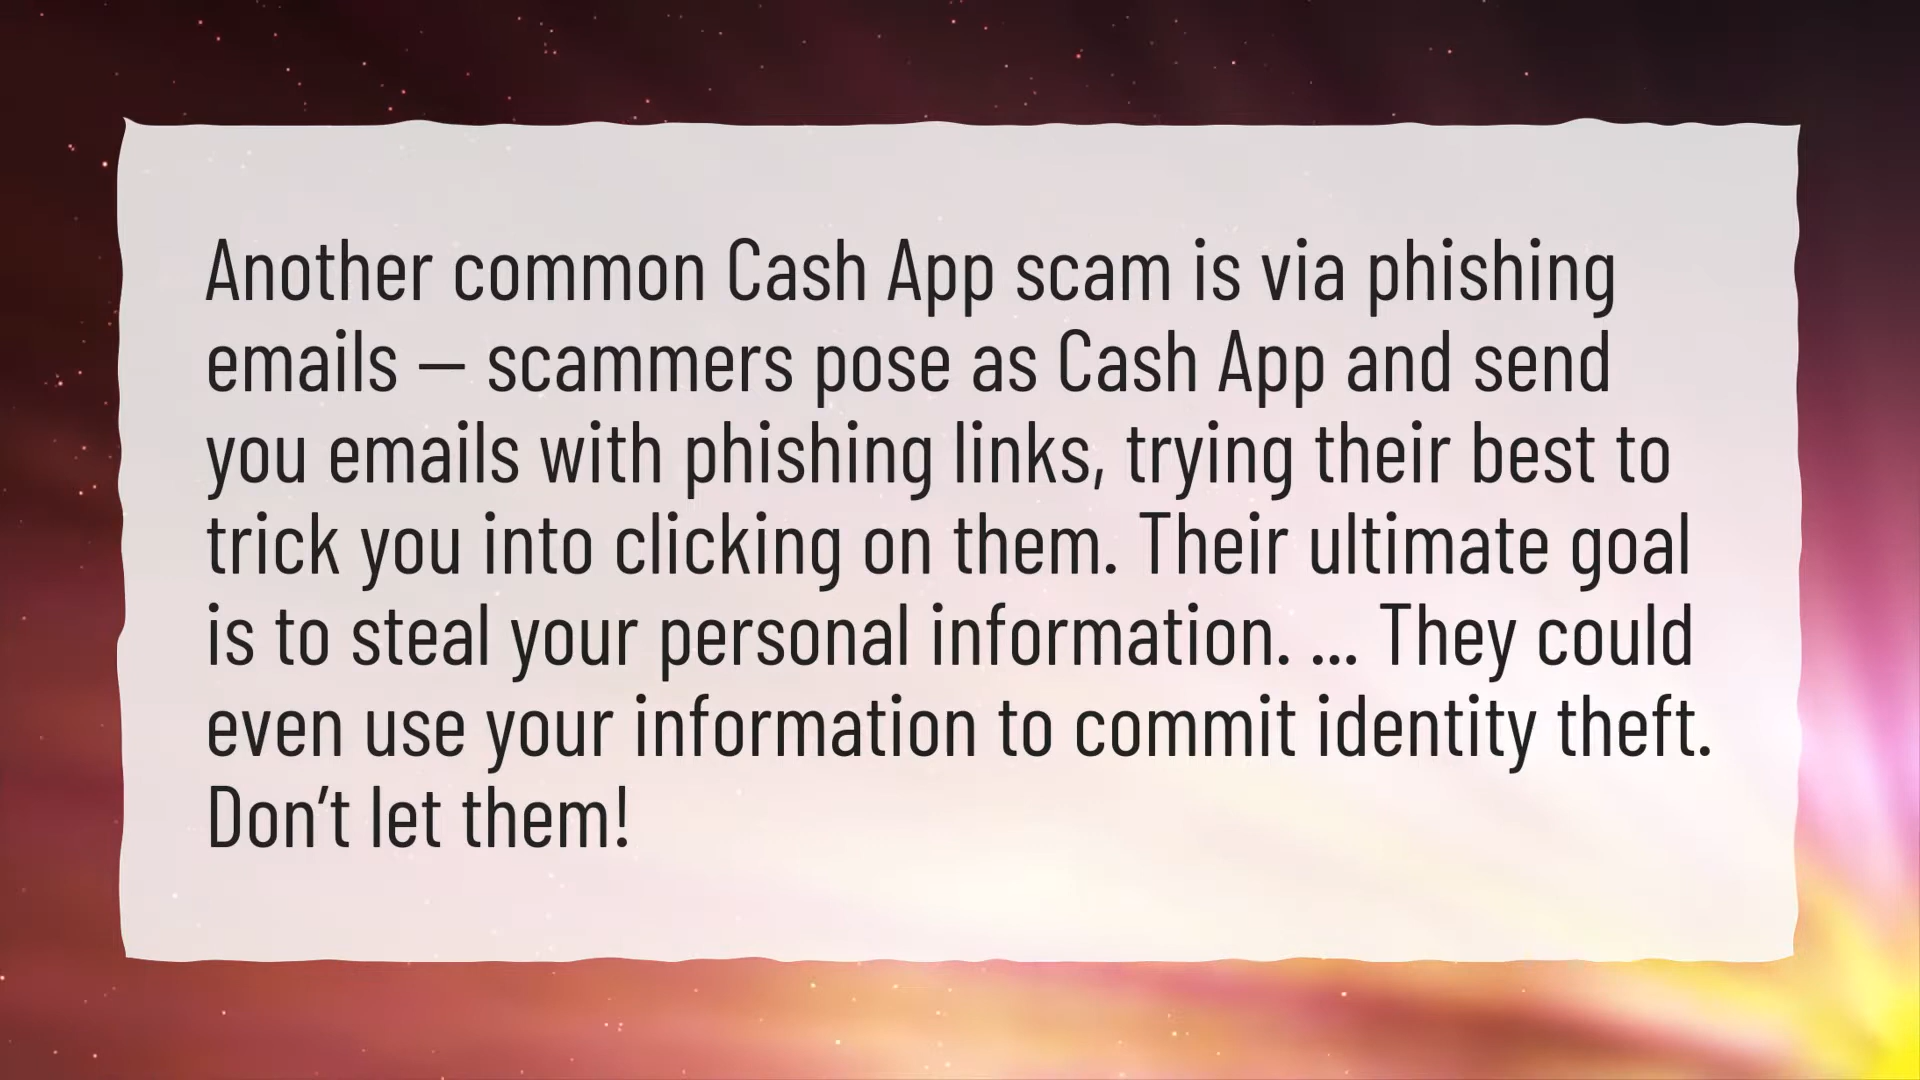 Another common Cash App scam is via phishing
emails — scammers pose as Cash App and send
you emails with phishing links, trying their best to
trick you into clicking on them. Their ultimate goal
is to steal your personal information. ... They could
even use your information to commit identity theft.
Don’t let them!